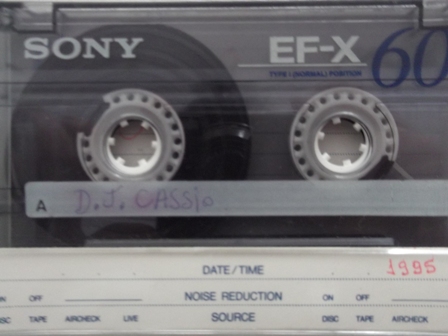 SONY EF-X 60
TYPE I (NORMAL) POSITION
A D.J. CASSIO
DATE/TIME 1995
ON OFF NOISE REDUCTION ON OFF
DISC TAPE AIRCHECK LIVE SOURCE DISC TAPE AIRCHECK